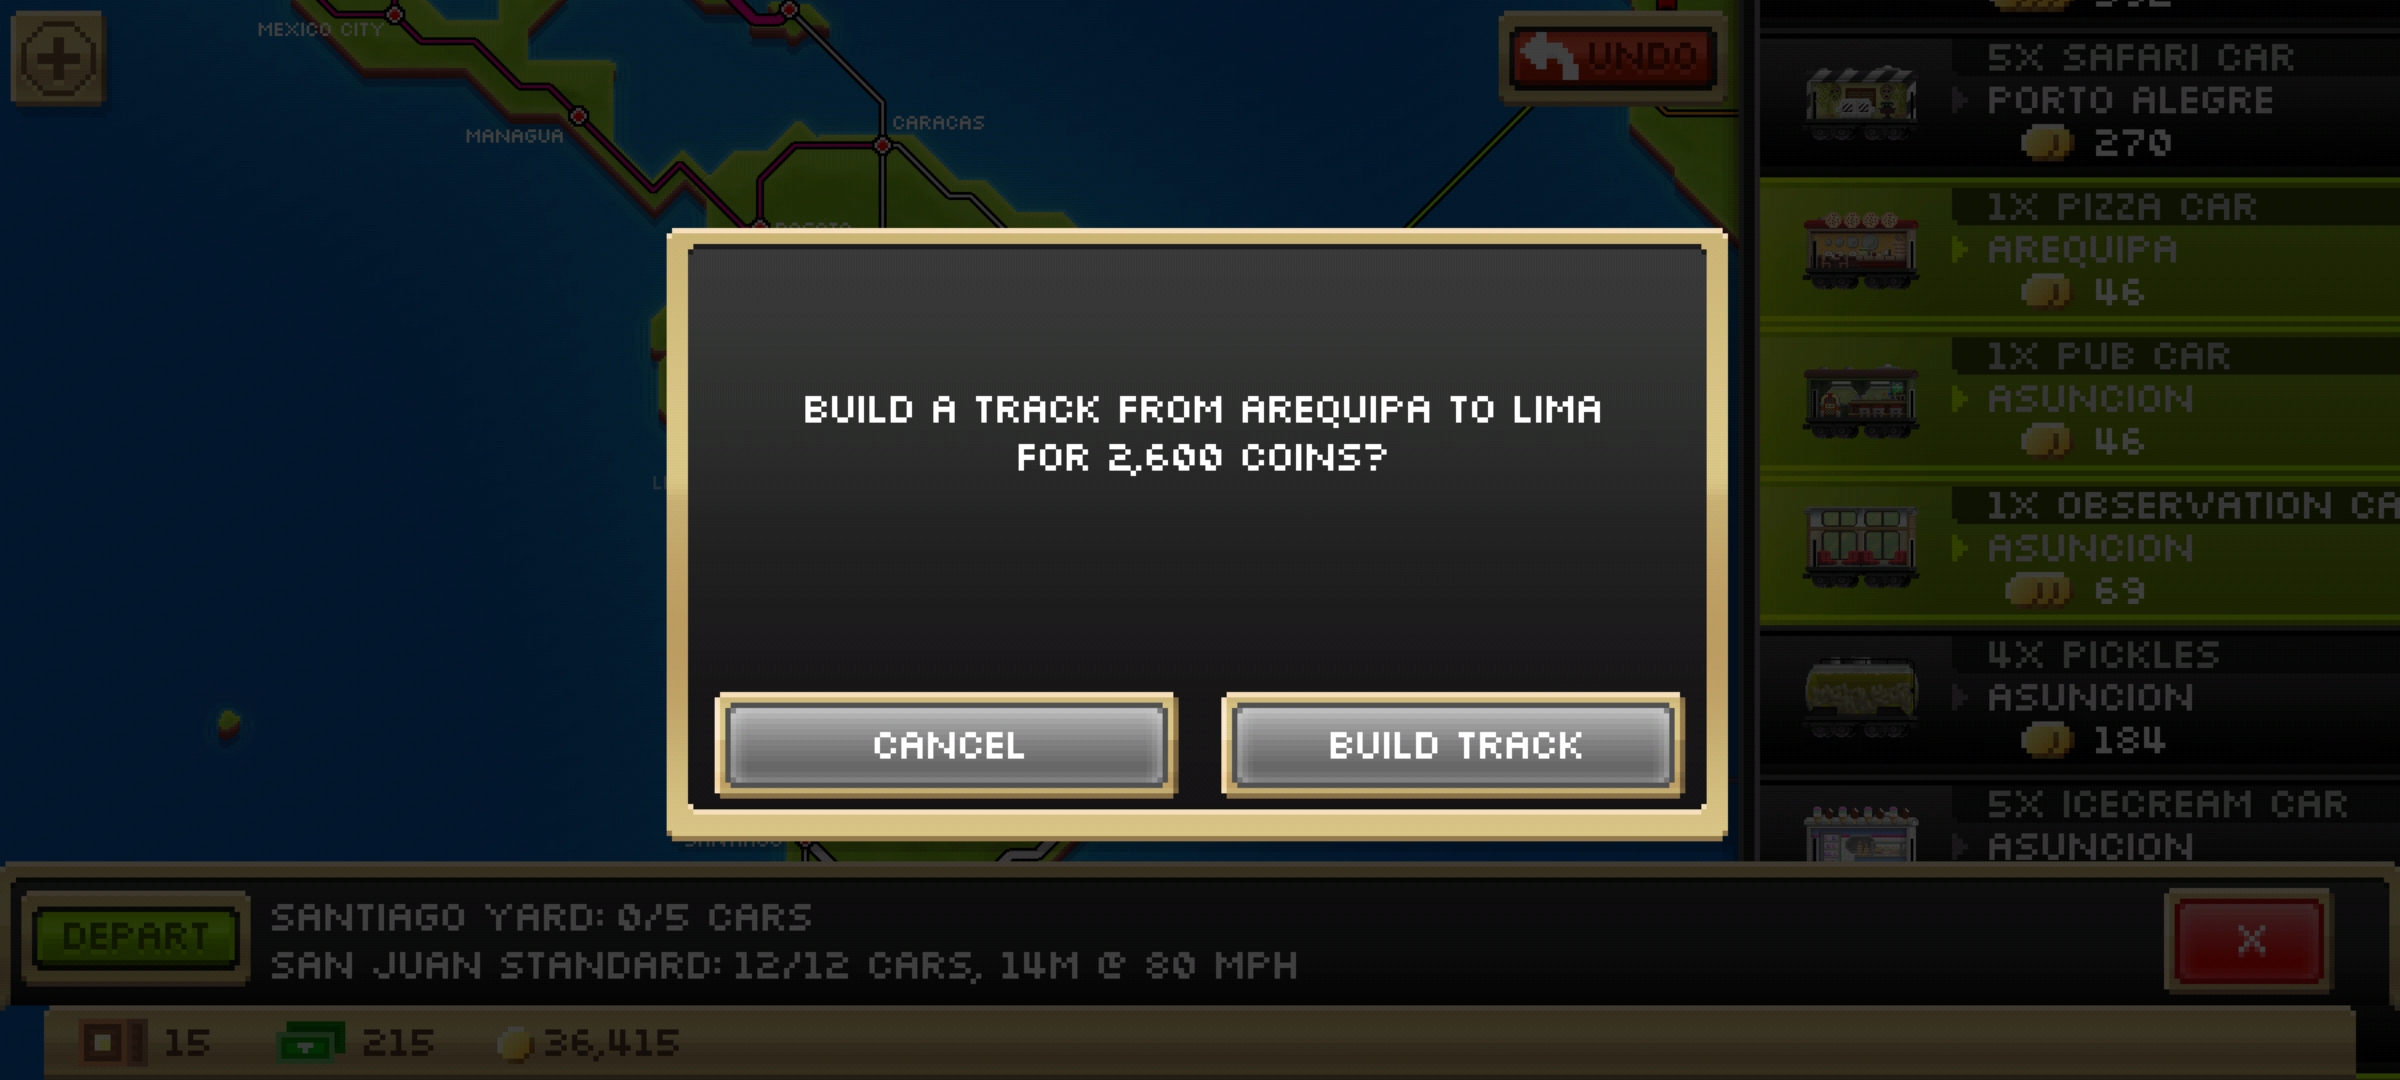 MEXICO CITY
MANAGUA
CARACAS
UNDO
5X SAFARI CAR
PORTO ALEGRE
270
1X PIZZA CAR
AREQUIPA
46
1X PUB CAR
ASUNCION
46
1X OBSERVATION CA
ASUNCION
69
4X PICKLES
ASUNCION
184
5X ICECREAM CAR
ASUNCION
BUILD A TRACK FROM AREQUIPA TO LIMA
FOR 2,600 COINS?
CANCEL
BUILD TRACK
SANTIAGO
DEPART
SANTIAGO YARD: 0/5 CARS
SAN JUAN STANDARD: 12/12 CARS, 14M @ 80 MPH
X
15
215
36,415